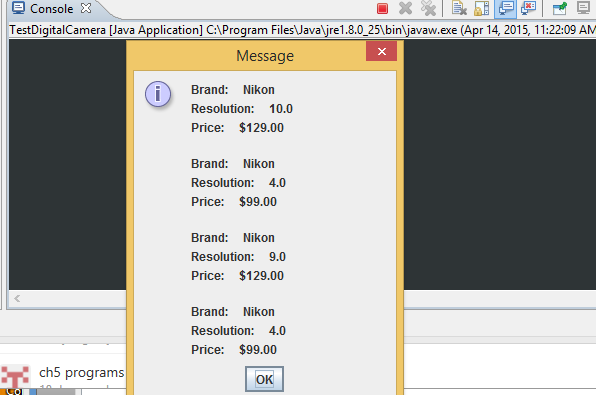 Console
TestDigitalCamera [Java Application] C:\Program Files\Java\jre1.8.0_25\bin\javaw.exe (Apr 14, 2015, 11:22:09 AM
Message
Brand: Nikon
Resolution: 10.0
Price: $129.00
Brand: Nikon
Resolution: 4.0
Price: $99.00
Brand: Nikon
Resolution: 9.0
Price: $129.00
Brand: Nikon
Resolution: 4.0
Price: $99.00
OK
ch5 programs